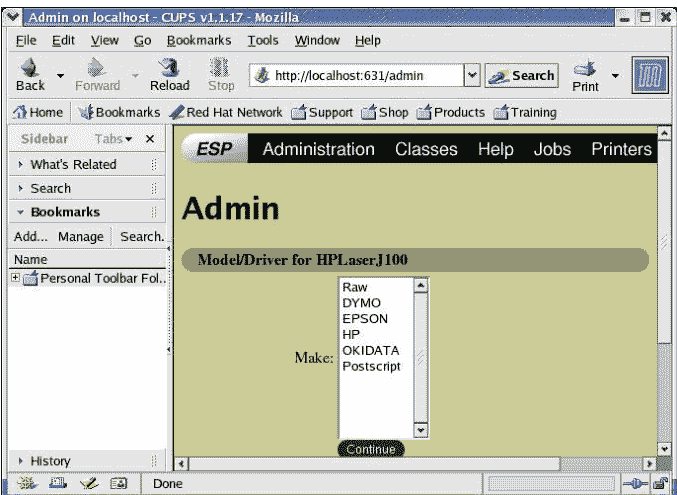 Admin on localhost - CUPS v1.1.17 - Mozilla
File Edit View Go Bookmarks Tools Window Help
Back Forward Reload Stop http://localhost:631/admin Search Print
Home Bookmarks Red Hat Network Support Shop Products Training
Sidebar Tabs
What's Related
Search
Bookmarks
Add... Manage Search.
Name
Personal Toolbar Fol..
History
ESP Administration Classes Help Jobs Printers
Admin
Model/Driver for HPLaserJ100
Make:
Raw
DYMO
EPSON
HP
OKIDATA
Postscript
Continue
Done